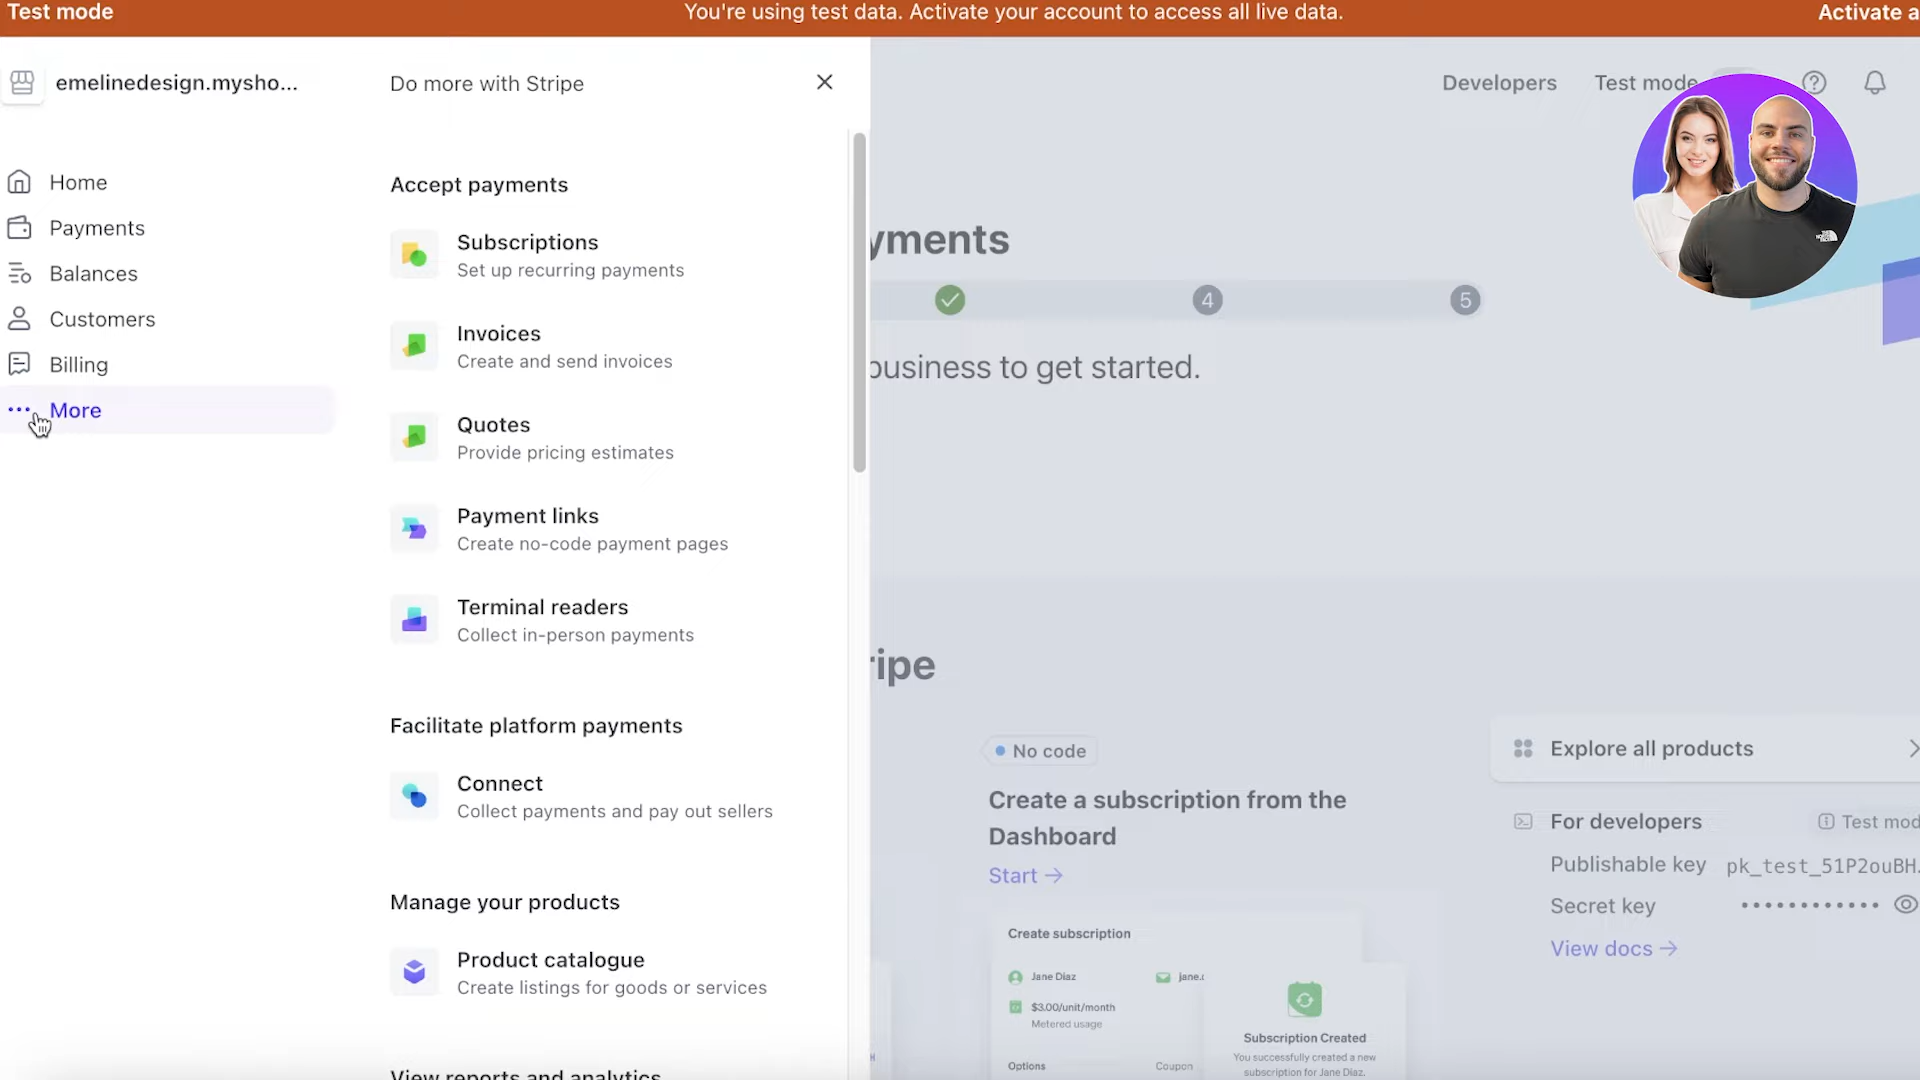 Test mode
You're using test data. Activate your account to access all live data.
Activate a
emelinedesign.mysho...
Do more with Stripe
Developers
Test mode
Home
Payments
Balances
Customers
Billing
More
Accept payments
Subscriptions
Set up recurring payments
Invoices
Create and send invoices
Quotes
Provide pricing estimates
Payment links
Create no-code payment pages
Terminal readers
Collect in-person payments
Facilitate platform payments
Connect
Collect payments and pay out sellers
Manage your products
Product catalogue
Create listings for goods or services
View reports and analytics
yments
4
5
business to get started.
ripe
No code
Create a subscription from the
Dashboard
Start →
Create subscription
Jane Diaz
jane.
$3.00/unit/month
Metered usage
Options
Coupon
Subscription Created
You successfully created a new
subscription for Jane Diaz.
Explore all products
For developers
Test mod
Publishable key
pk_test_51P2ouBH.
Secret key
••••••••••••
View docs →